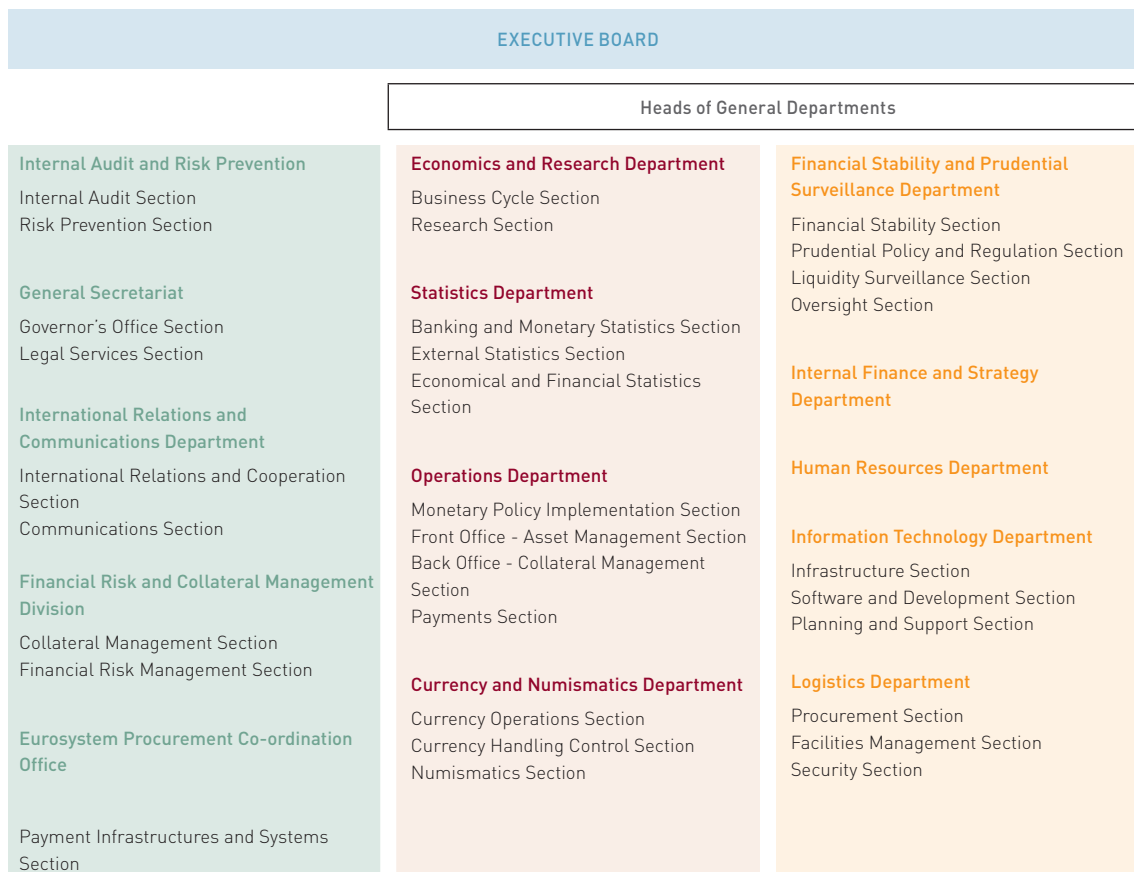 EXECUTIVE BOARD
Heads of General Departments
Internal Audit and Risk Prevention
Internal Audit Section
Risk Prevention Section
General Secretariat
Governor's Office Section
Legal Services Section
International Relations and
Communications Department
International Relations and Cooperation
Section
Communications Section
Financial Risk and Collateral Management
Division
Collateral Management Section
Financial Risk Management Section
Eurosystem Procurement Co-ordination
Office
Payment Infrastructures and Systems
Section
Economics and Research Department
Business Cycle Section
Research Section
Statistics Department
Banking and Monetary Statistics Section
External Statistics Section
Economical and Financial Statistics
Section
Operations Department
Monetary Policy Implementation Section
Front Office - Asset Management Section
Back Office - Collateral Management
Section
Payments Section
Currency and Numismatics Department
Currency Operations Section
Currency Handling Control Section
Numismatics Section
Financial Stability and Prudential
Surveillance Department
Financial Stability Section
Prudential Policy and Regulation Section
Liquidity Surveillance Section
Oversight Section
Internal Finance and Strategy
Department
Human Resources Department
Information Technology Department
Infrastructure Section
Software and Development Section
Planning and Support Section
Logistics Department
Procurement Section
Facilities Management Section
Security Section